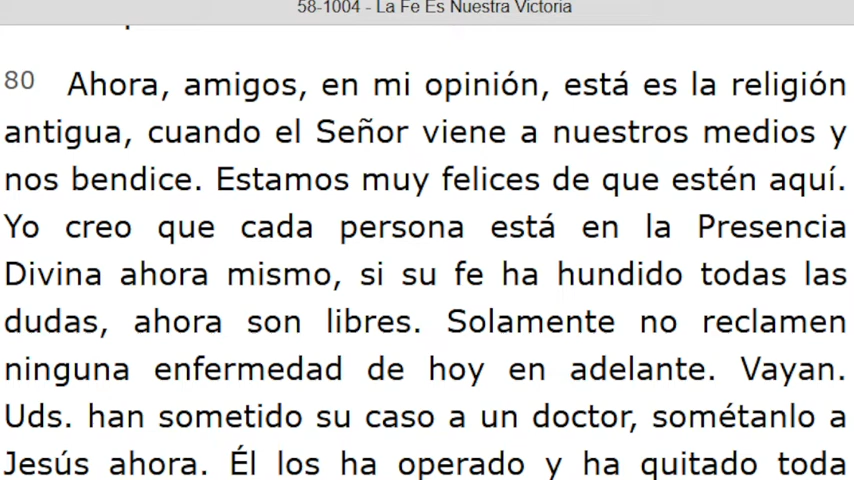 58-1004 - La Fe Es Nuestra Victoria
80 Ahora, amigos, en mi opinión, está es la religión
antigua, cuando el Señor viene a nuestros medios y
nos bendice. Estamos muy felices de que estén aquí.
Yo creo que cada persona está en la Presencia
Divina ahora mismo, si su fe ha hundido todas las
dudas, ahora son libres. Solamente no reclamen
ninguna enfermedad de hoy en adelante. Vayan.
Uds. han sometido su caso a un doctor, sométanlo a
Jesús ahora. Él los ha operado y ha quitado toda